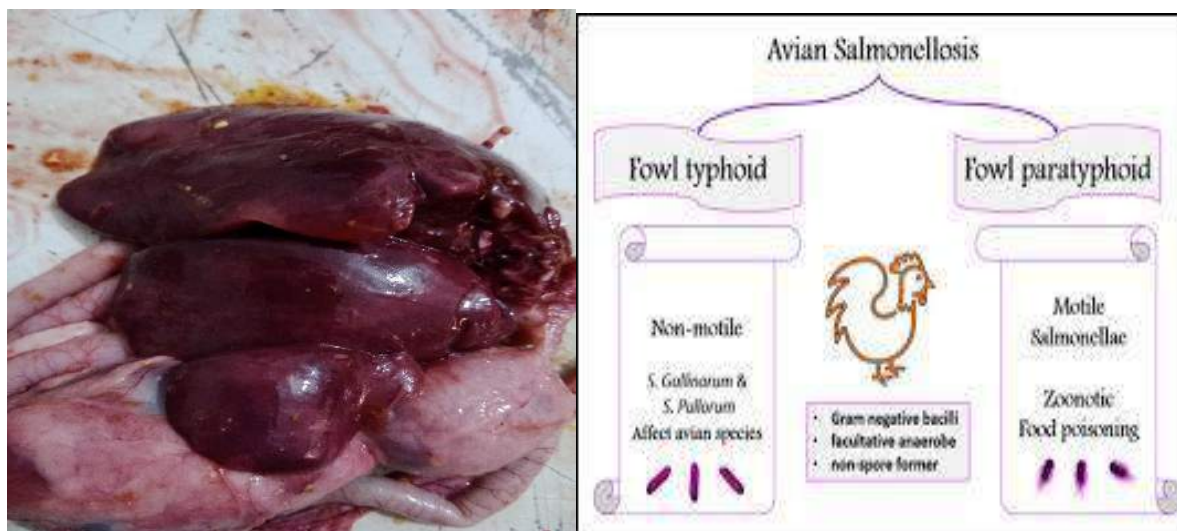 Avian Salmonellosis
Fowl typhoid
Fowl paratyphoid
Non-motile
S. Gallinarum &
S. Pullorum
Affect avian species
• Gram negative bacilli
• facultative anaerobe
• non-spore former
Motile
Salmonellae
Zoonotic
Food poisoning